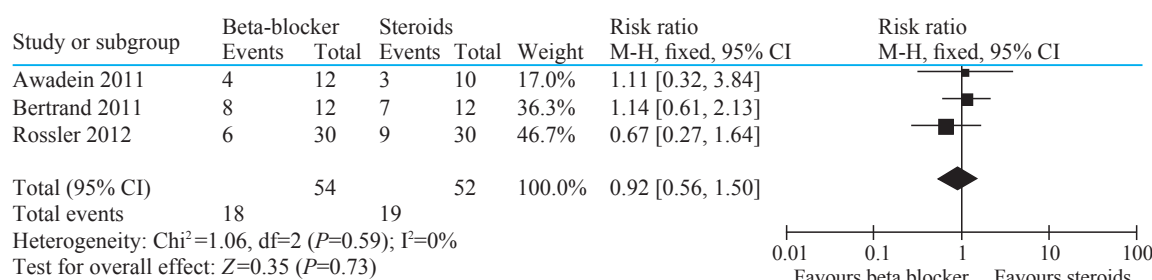 Beta-blocker Steroids Risk ratio Risk ratio
Study or subgroup Events Total Events Total Weight M-H, fixed, 95% CI M-H, fixed, 95% CI
Awadein 2011 4 12 3 10 17.0% 1.11 [0.32, 3.84]
Bertrand 2011 8 12 7 12 36.3% 1.14 [0.61, 2.13]
Rossler 2012 6 30 9 30 46.7% 0.67 [0.27, 1.64]
Total (95% CI) 54 52 100.0% 0.92 [0.56, 1.50]
Total events 18 19
Heterogeneity: Chi²=1.06, df=2 (P=0.59); I²=0%
Test for overall effect: Z=0.35 (P=0.73)
0.01 0.1 1 10 100
Favours beta blocker Favours steroids